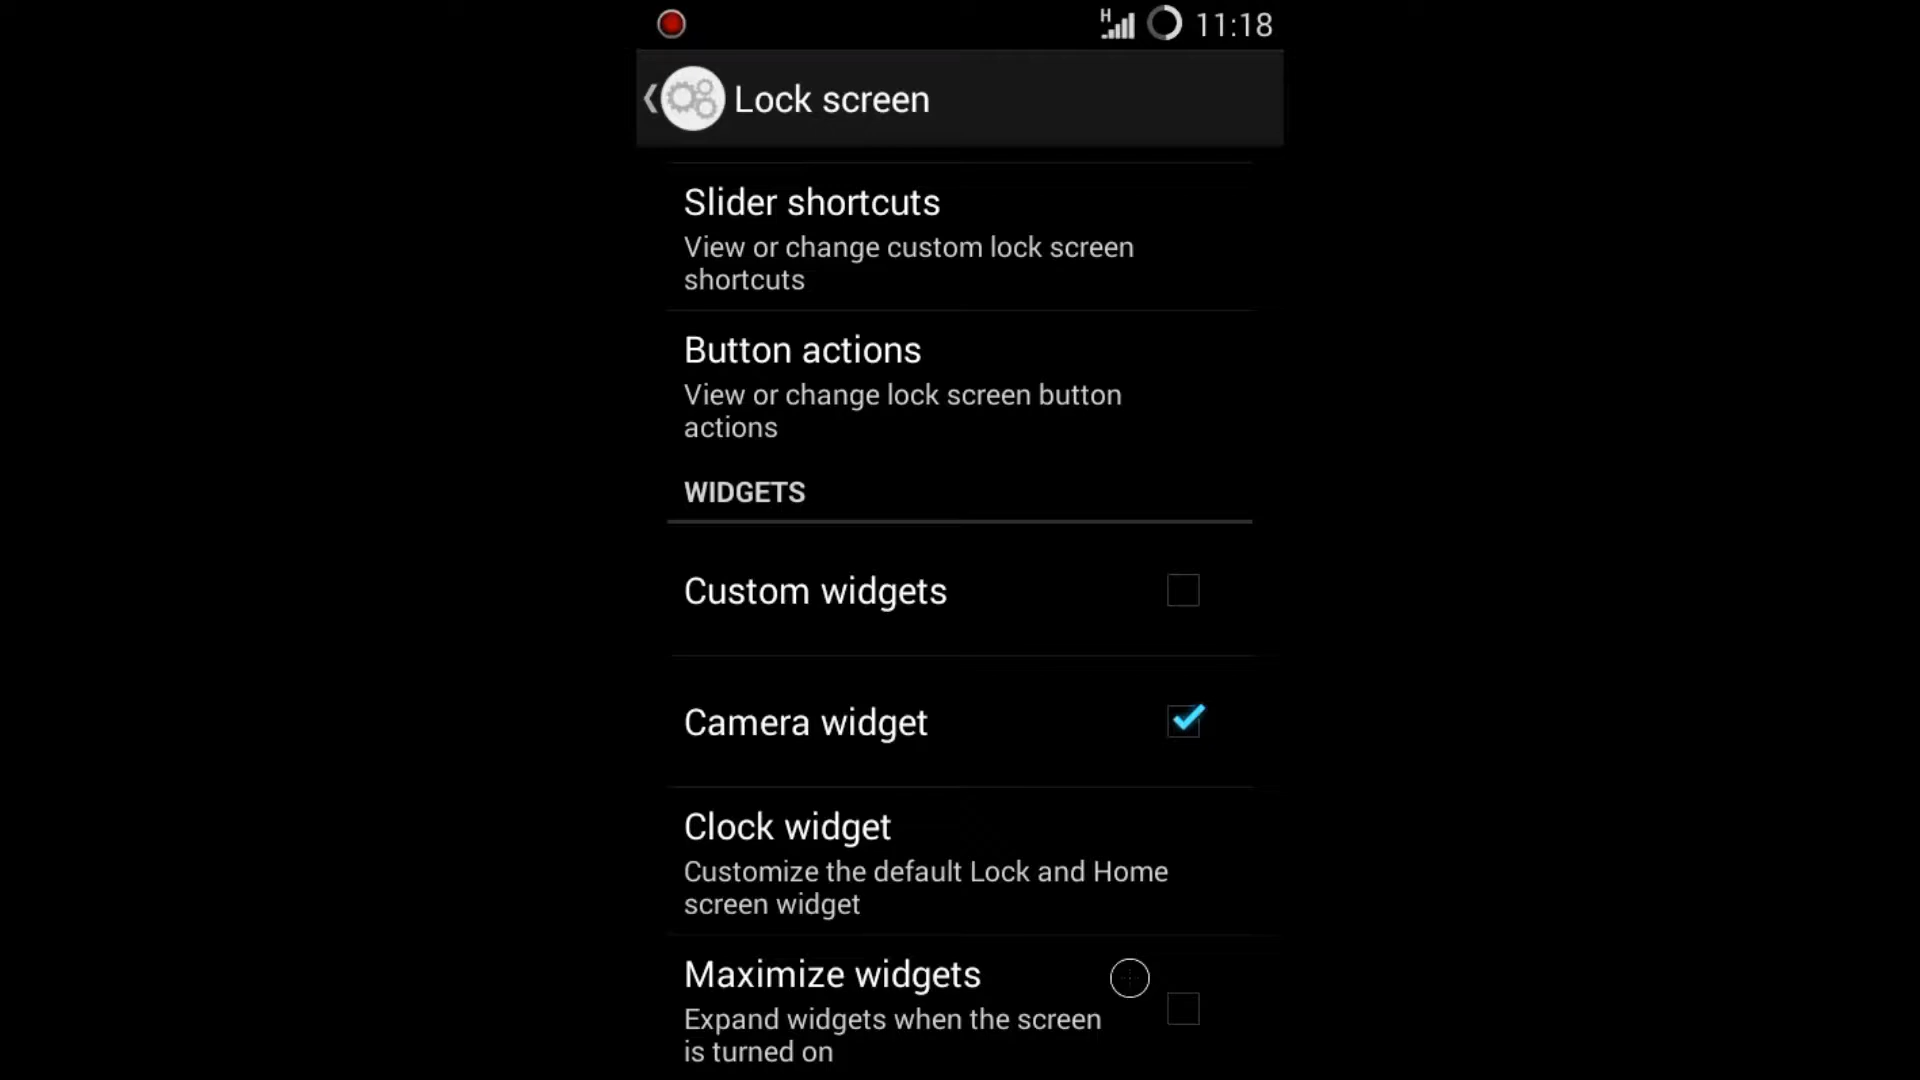 H 11:18
Lock screen
Slider shortcuts
View or change custom lock screen
shortcuts
Button actions
View or change lock screen button
actions
WIDGETS
Custom widgets
Camera widget
Clock widget
Customize the default Lock and Home
screen widget
Maximize widgets
Expand widgets when the screen
is turned on